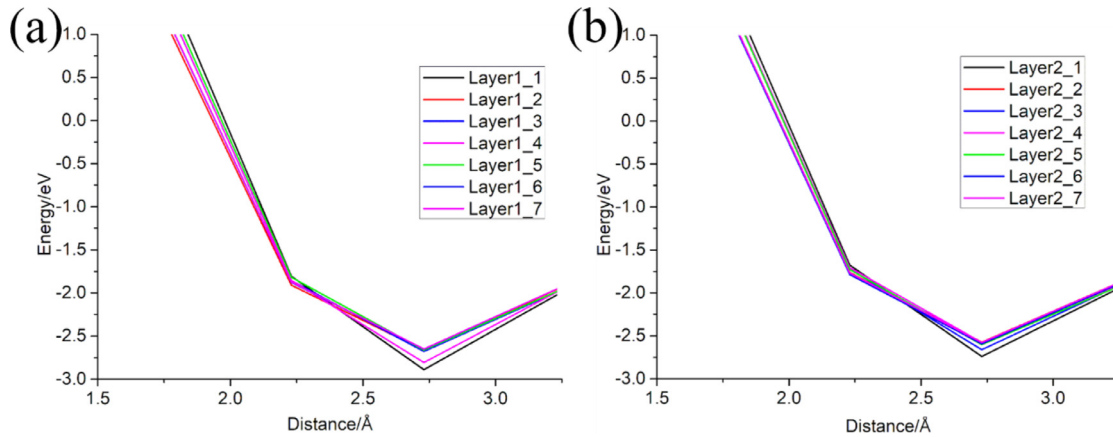 (a)
1.0
0.5
0.0
-0.5
-1.0
-1.5
-2.0
-2.5
-3.0
Energy/eV
Layer1_1
Layer1_2
Layer1_3
Layer1_4
Layer1_5
Layer1_6
Layer1_7
1.5 2.0 2.5 3.0
Distance/Å
(b)
1.0
0.5
0.0
-0.5
-1.0
-1.5
-2.0
-2.5
-3.0
Energy/eV
Layer2_1
Layer2_2
Layer2_3
Layer2_4
Layer2_5
Layer2_6
Layer2_7
1.5 2.0 2.5 3.0
Distance/Å